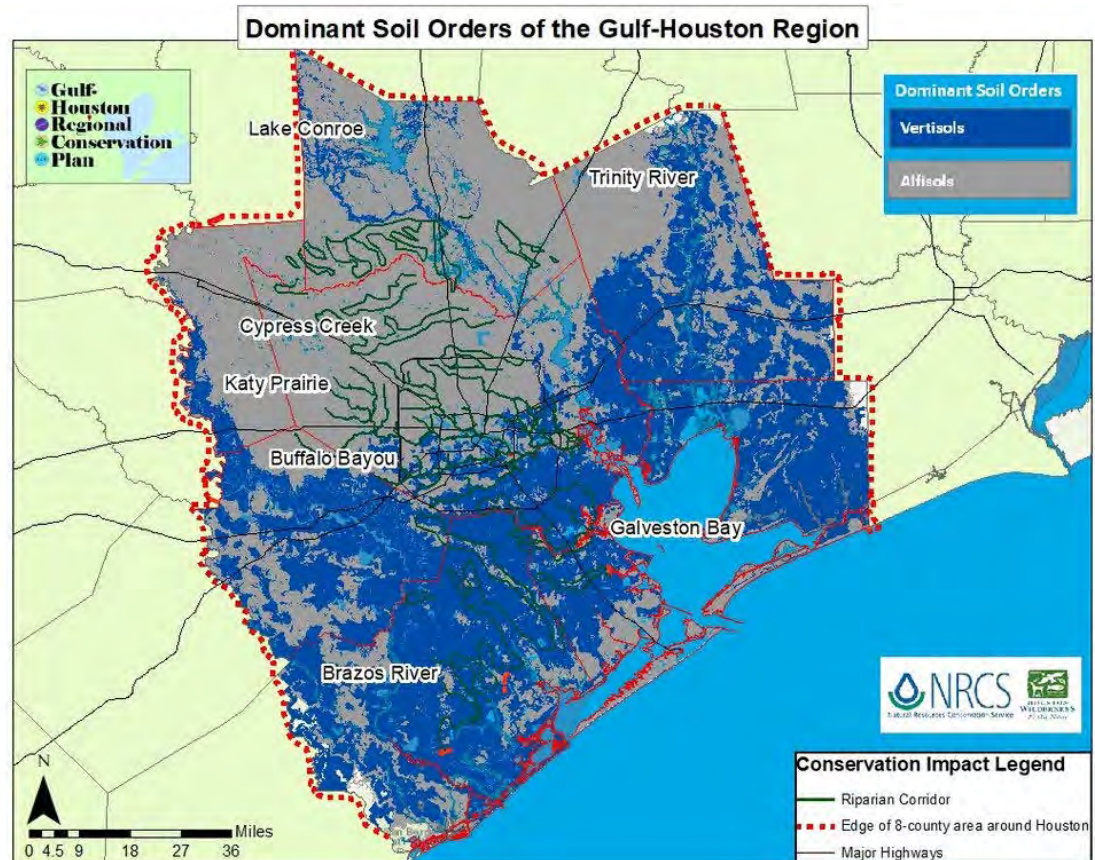 Dominant Soil Orders of the Gulf-Houston Region
Gulf-
Houston
Regional
Conservation
Plan
Dominant Soil Orders
Vertisols
Alfisols
Lake Conroe
Trinity River
Cypress Creek
Katy Prairie
Buffalo Bayou
Galveston Bay
Brazos River
NRCS
Natural Resources Conservation Service
HOUSTON
WILDERNESS
N
Miles
0 4.5 9 18 27 36
Conservation Impact Legend
Riparian Corridor
Edge of 8-county area around Houston
Major Highways